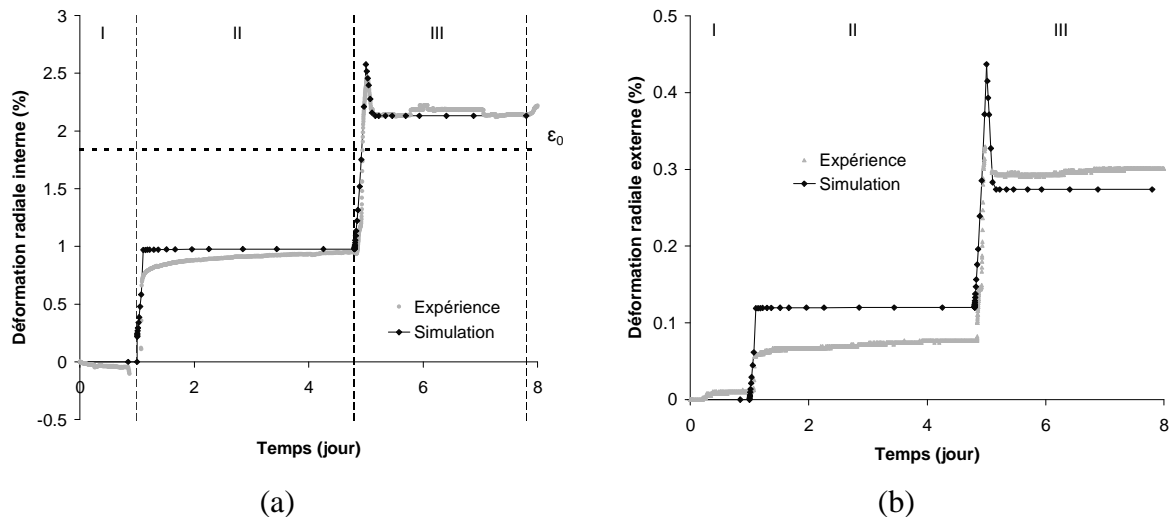 I II III
3
2.5
2
1.5
1
0.5
0
-0.5
0 2 4 6 8
Déformation radiale interne (%)
Temps (jour)
ε0
Expérience
Simulation
(a)
I II III
0.5
0.4
0.3
0.2
0.1
0
0 2 4 6 8
Déformation radiale externe (%)
Temps (jour)
Expérience
Simulation
(b)